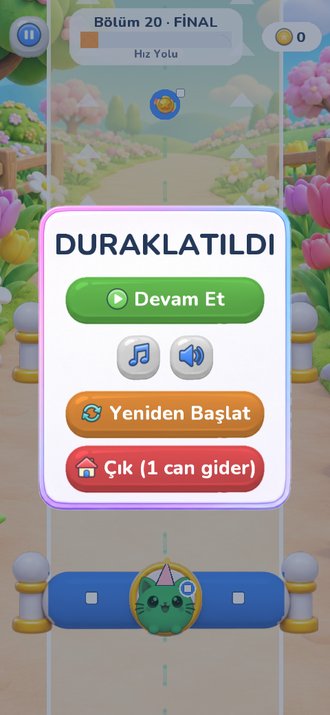 Bölüm 20 · FİNAL
Hız Yolu
0
DURAKLATILDI
Devam Et
Yeniden Başlat
Çık (1 can gider)